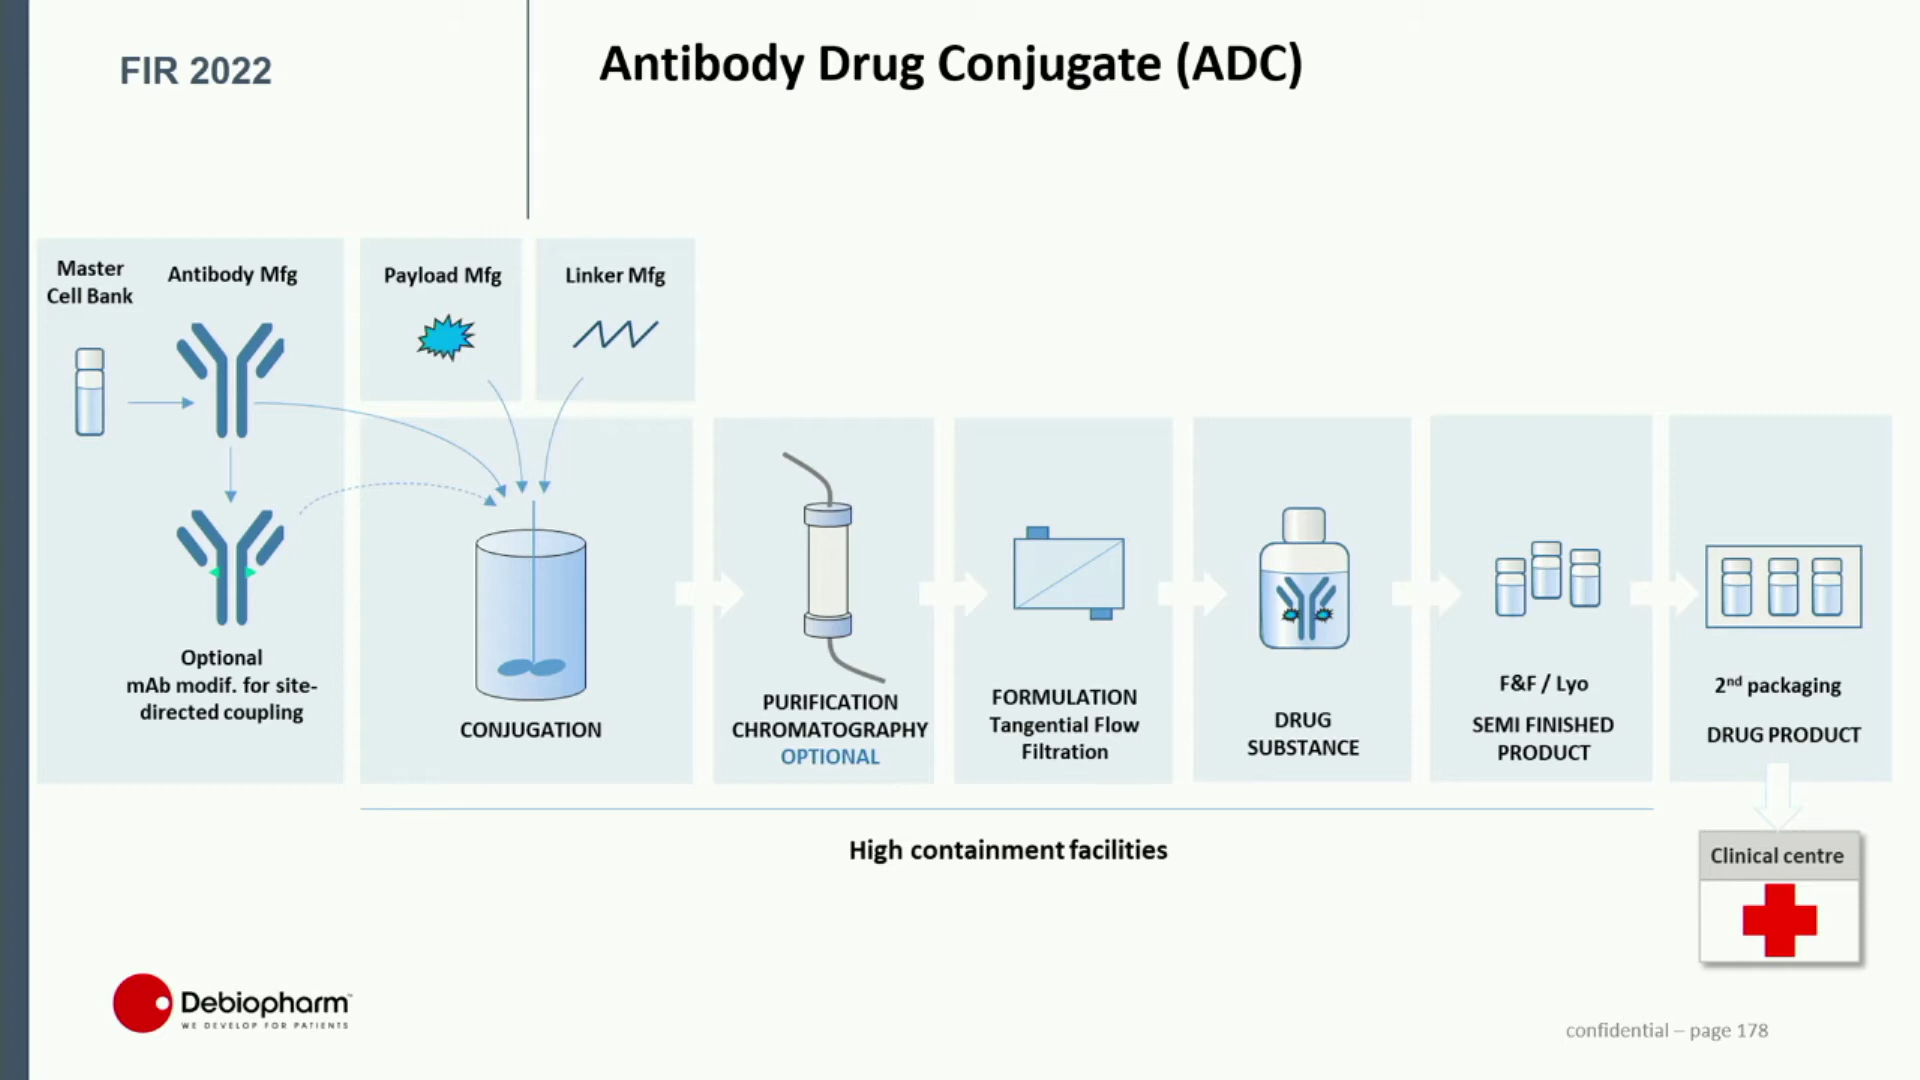 FIR 2022
Antibody Drug Conjugate (ADC)
Master
Cell Bank
Antibody Mfg
Payload Mfg
Linker Mfg
Optional
mAb modif. for site-
directed coupling
CONJUGATION
PURIFICATION
CHROMATOGRAPHY
OPTIONAL
FORMULATION
Tangential Flow
Filtration
DRUG
SUBSTANCE
F&F / Lyo
SEMI FINISHED
PRODUCT
2nd packaging
DRUG PRODUCT
High containment facilities
Clinical centre
Debiopharm™
WE DEVELOP FOR PATIENTS
confidential – page 178